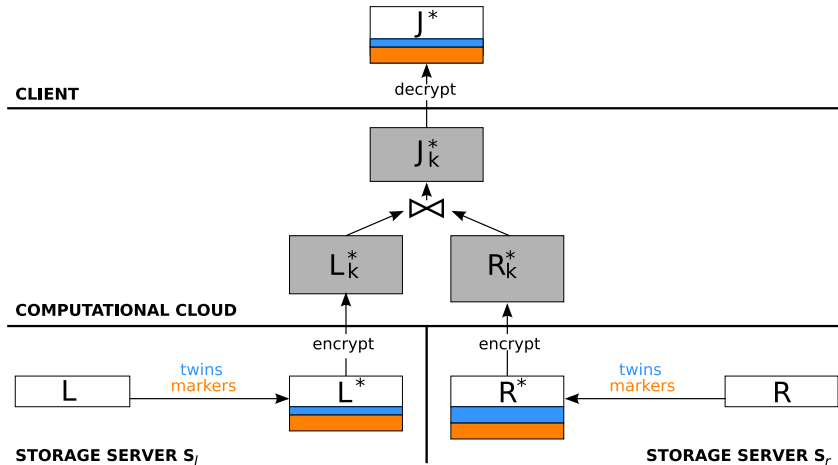 J*
decrypt
CLIENT
J*k
⋈
L*k
R*k
COMPUTATIONAL CLOUD
encrypt
encrypt
twins
markers
L
L*
R*
twins
markers
R
STORAGE SERVER Sl
STORAGE SERVER Sr